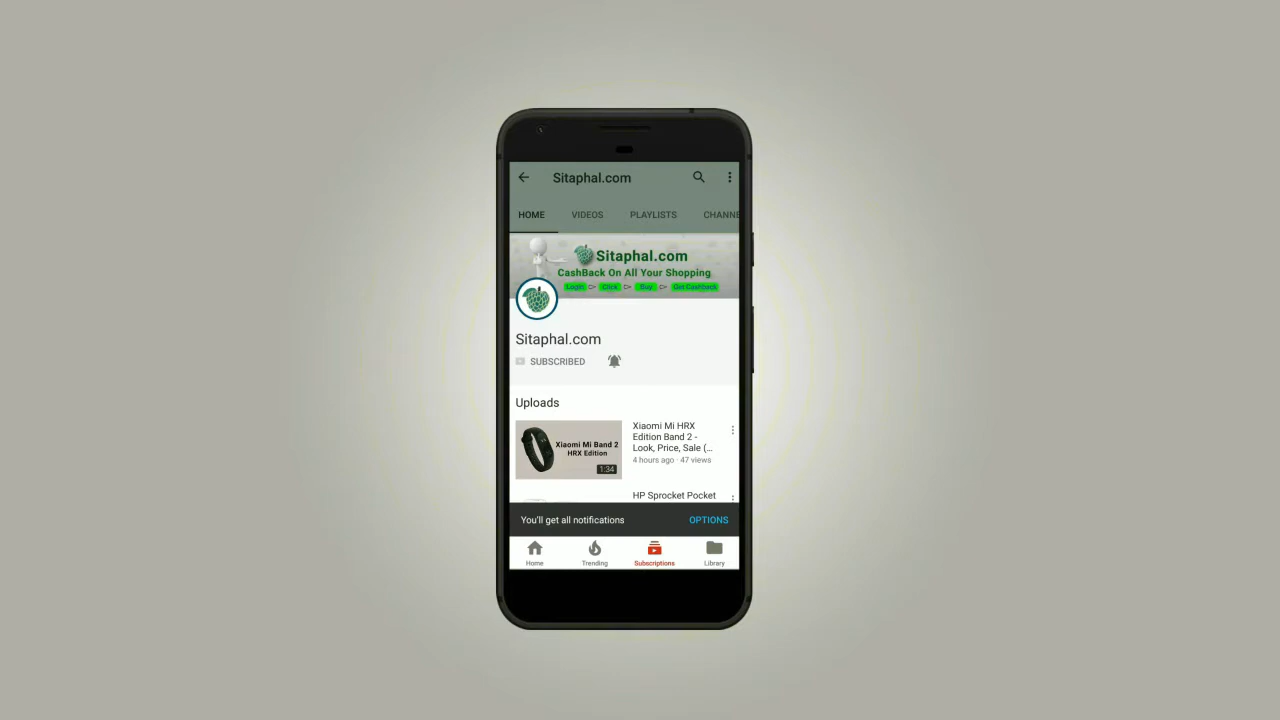 Sitaphal.com
HOME VIDEOS PLAYLISTS CHANNE
Sitaphal.com
CashBack On All Your Shopping
Login Click Buy Get Cashback
Sitaphal.com
SUBSCRIBED
Uploads
Xiaomi Mi Band 2
HRX Edition
1:34
Xiaomi Mi HRX
Edition Band 2 -
Look, Price, Sale (...
4 hours ago · 47 views
HP Sprocket Pocket
You'll get all notifications OPTIONS
Home Trending Subscriptions Library